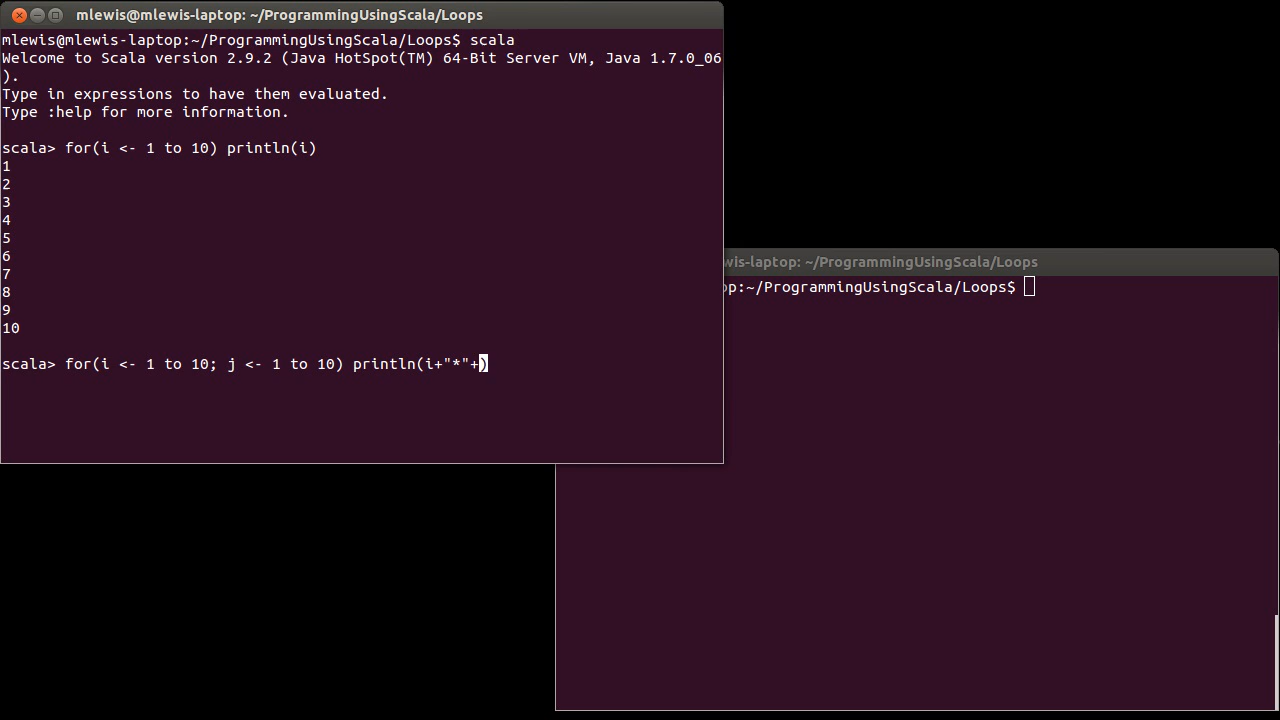 mlewis@mlewis-laptop: ~/ProgrammingUsingScala/Loops
mlewis@mlewis-laptop:~/ProgrammingUsingScala/Loops$ scala
Welcome to Scala version 2.9.2 (Java HotSpot(TM) 64-Bit Server VM, Java 1.7.0_06
).
Type in expressions to have them evaluated.
Type :help for more information.
scala> for(i <- 1 to 10) println(i)
1
2
3
4
5
6
7
8
9
10
scala> for(i <- 1 to 10; j <- 1 to 10) println(i+"*"+)
wis-laptop: ~/ProgrammingUsingScala/Loops
op:~/ProgrammingUsingScala/Loops$